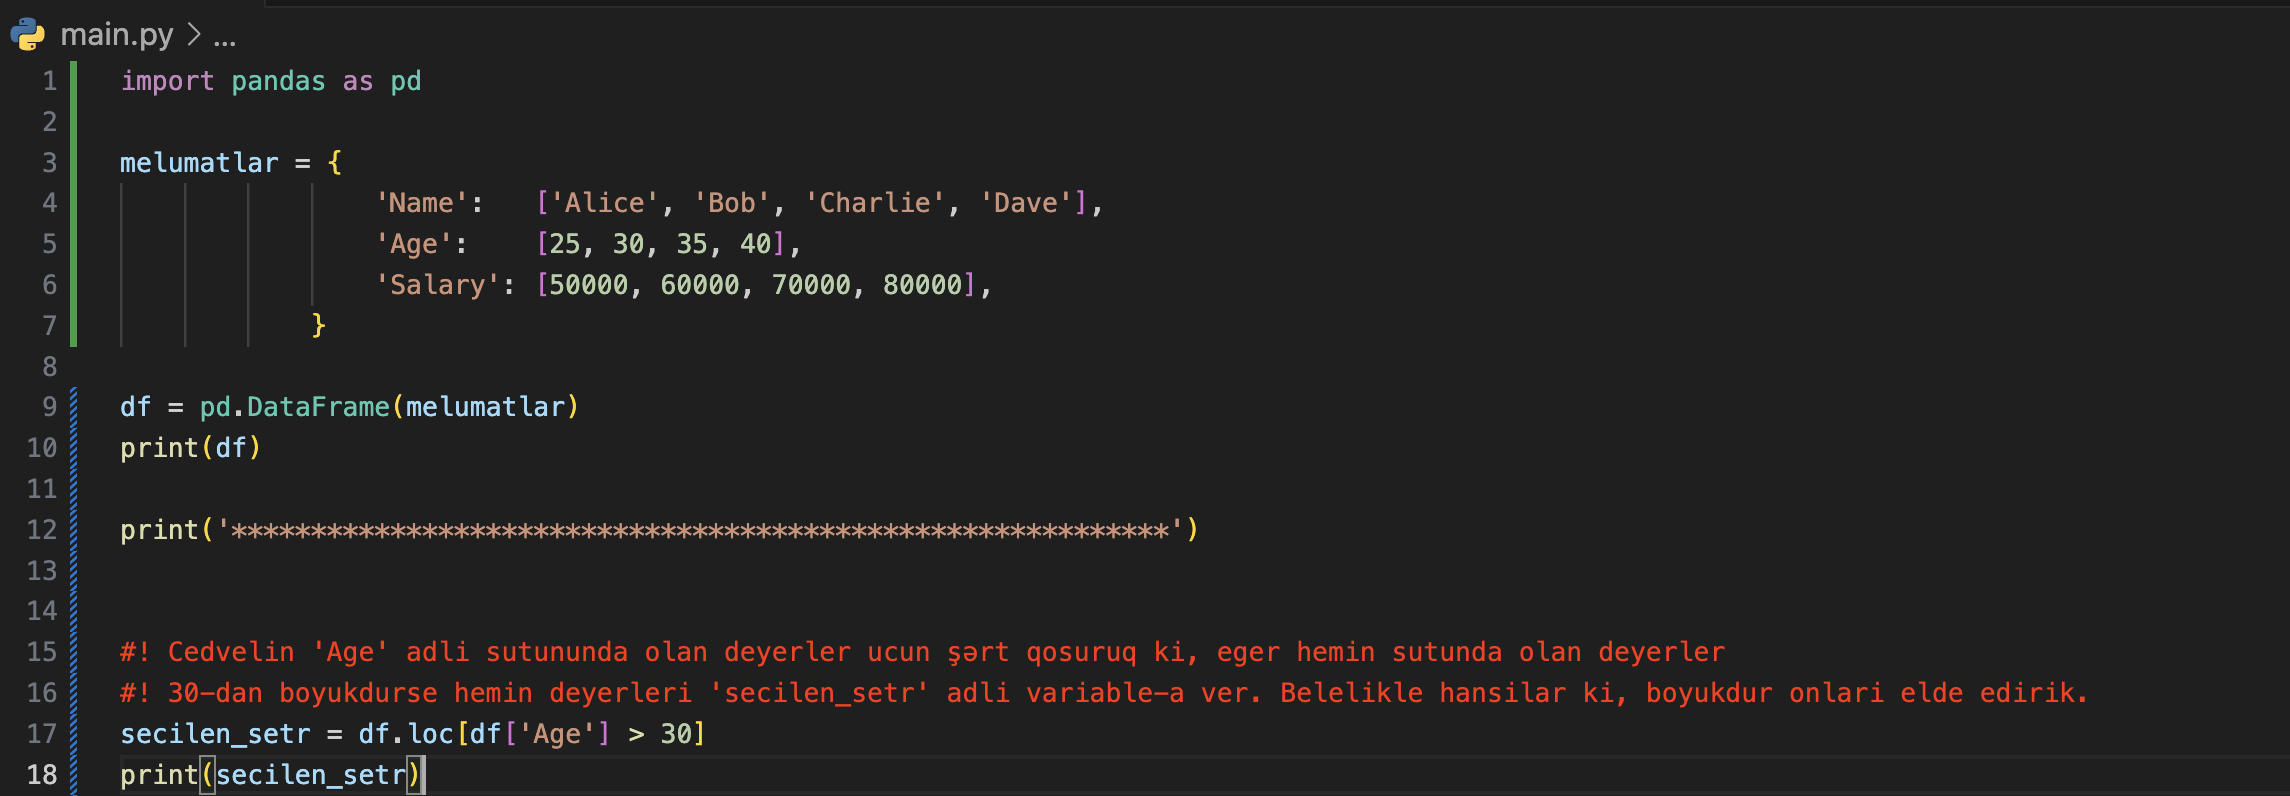 main.py > ...
1 import pandas as pd
2
3 melumatlar = {
4 'Name': ['Alice', 'Bob', 'Charlie', 'Dave'],
5 'Age': [25, 30, 35, 40],
6 'Salary': [50000, 60000, 70000, 80000],
7 }
8
9 df = pd.DataFrame(melumatlar)
10 print(df)
11
12 print('***********************************************************')
13
14
15 #! Cedvelin 'Age' adli sutununda olan deyerler ucun şərt qosuruq ki, eger hemin sutunda olan deyerler
16 #! 30-dan boyukdurse hemin deyerleri 'secilen_setr' adli variable-a ver. Belelikle hansilar ki, boyukdur onlari elde edirik.
17 secilen_setr = df.loc[df['Age'] > 30]
18 print(secilen_setr)